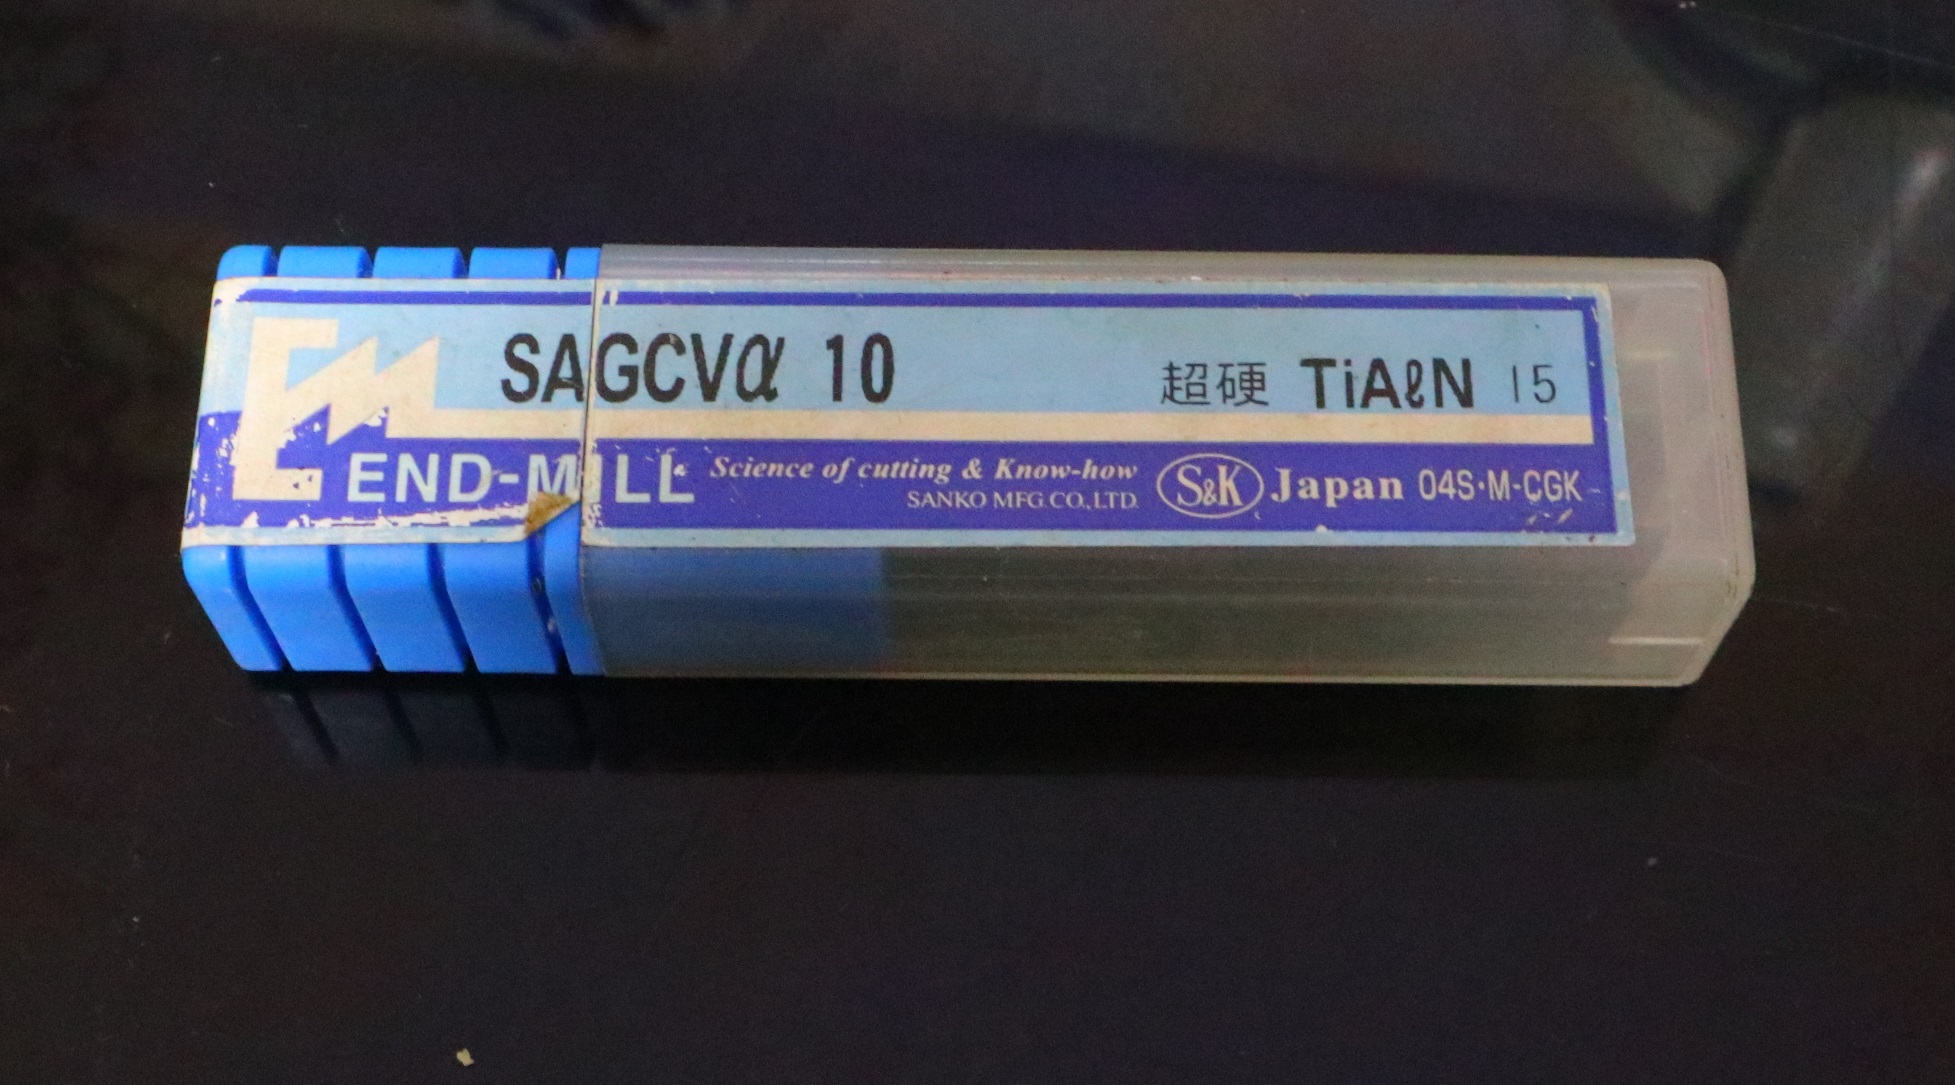 SAGCVα 10
超硬 TiAℓN 15
END-MILL
Science of cutting & Know-how
SANKO MFG.CO.,LTD.
S&K Japan 04S・M-CGK